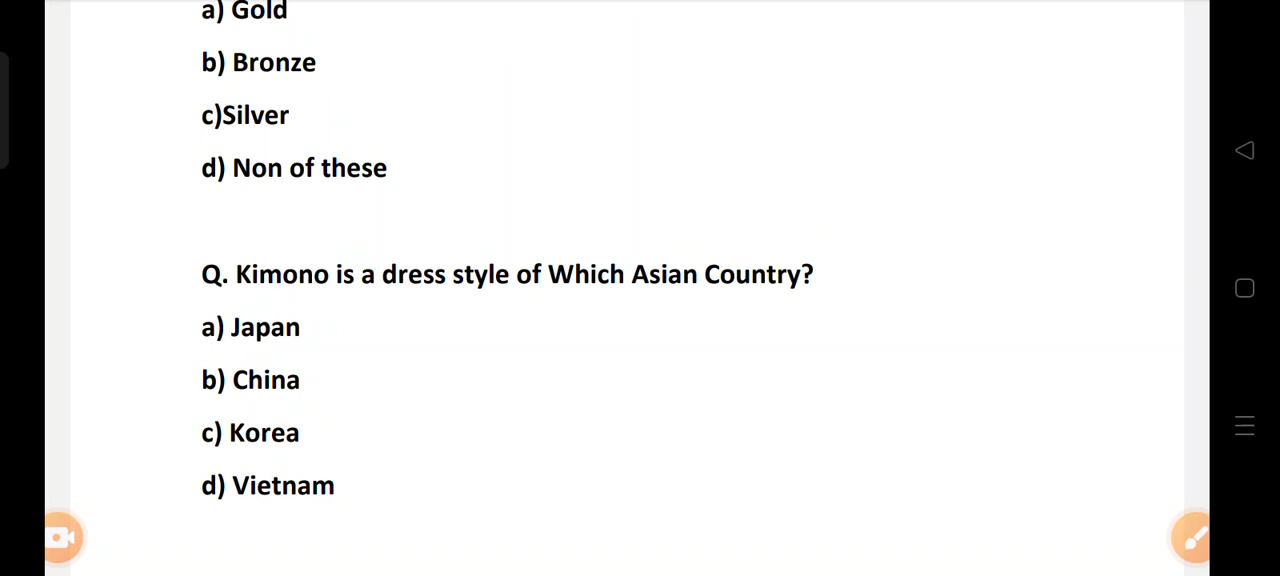 a) Gold
b) Bronze
c)Silver
d) Non of these
Q. Kimono is a dress style of Which Asian Country?
a) Japan
b) China
c) Korea
d) Vietnam